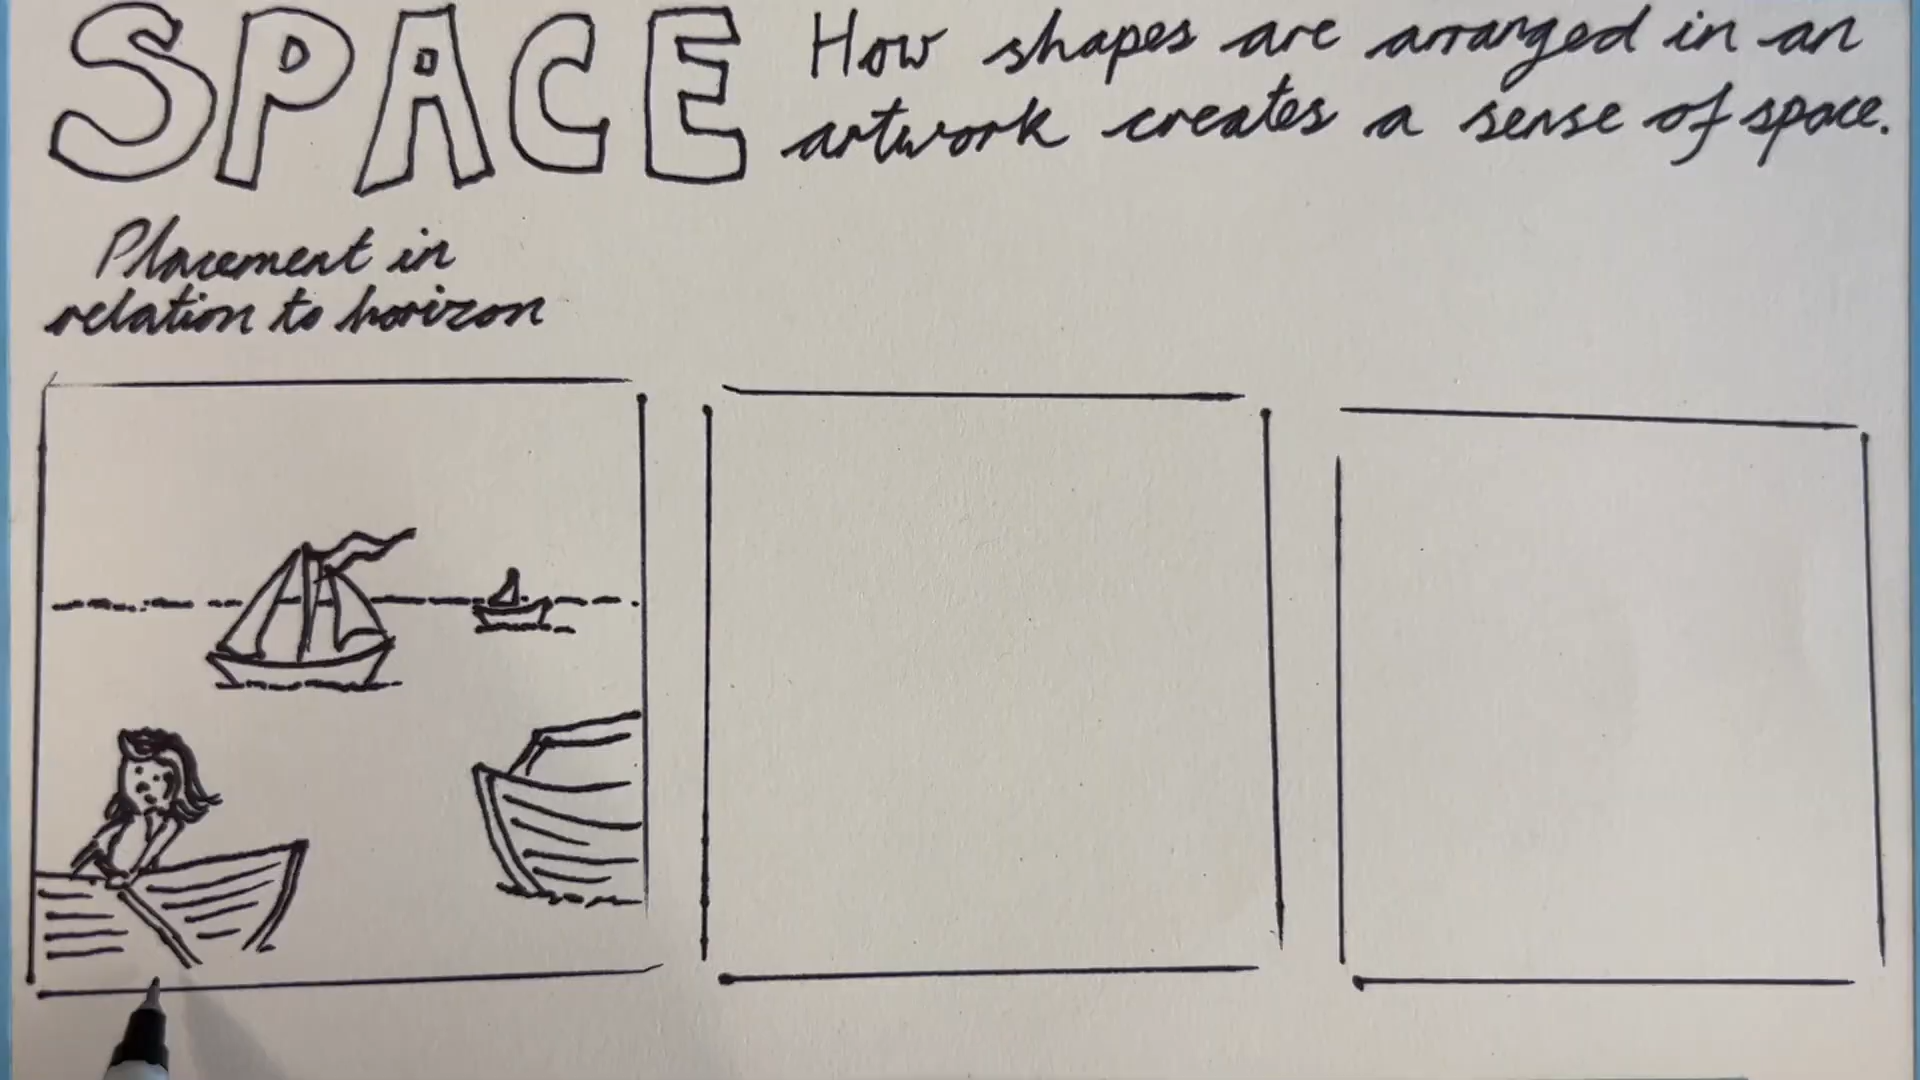 SPACE
How shapes are arranged in an
artwork creates a sense of space.
Placement in
relation to horizon